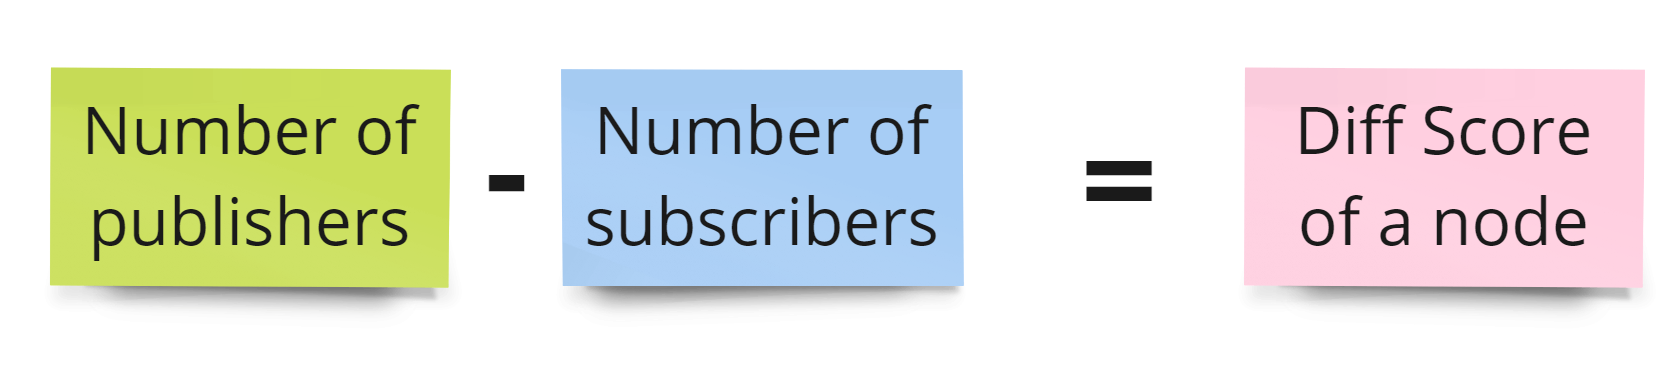 Number of
publishers
-
Number of
subscribers
=
Diff Score
of a node